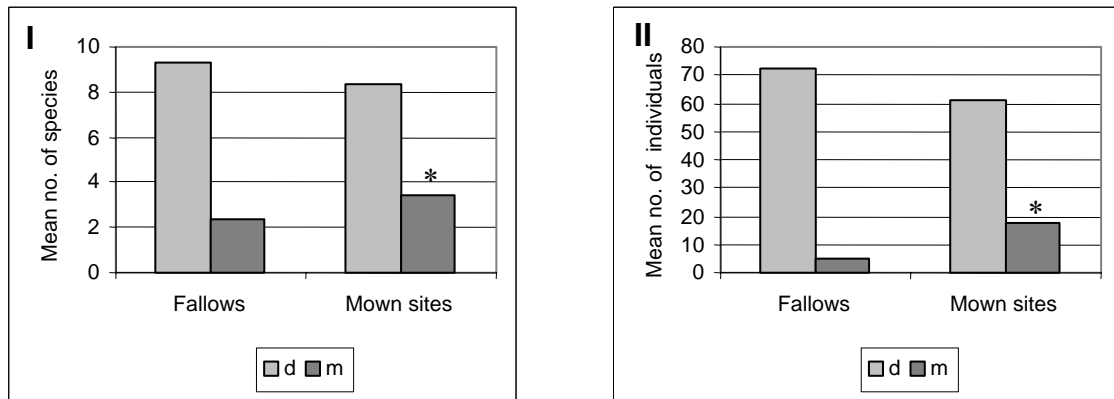 I
Mean no. of species
10
8
6
4
2
0
*
Fallows
Mown sites
d
m
II
Mean no. of individuals
80
70
60
50
40
30
20
10
0
*
Fallows
Mown sites
d
m